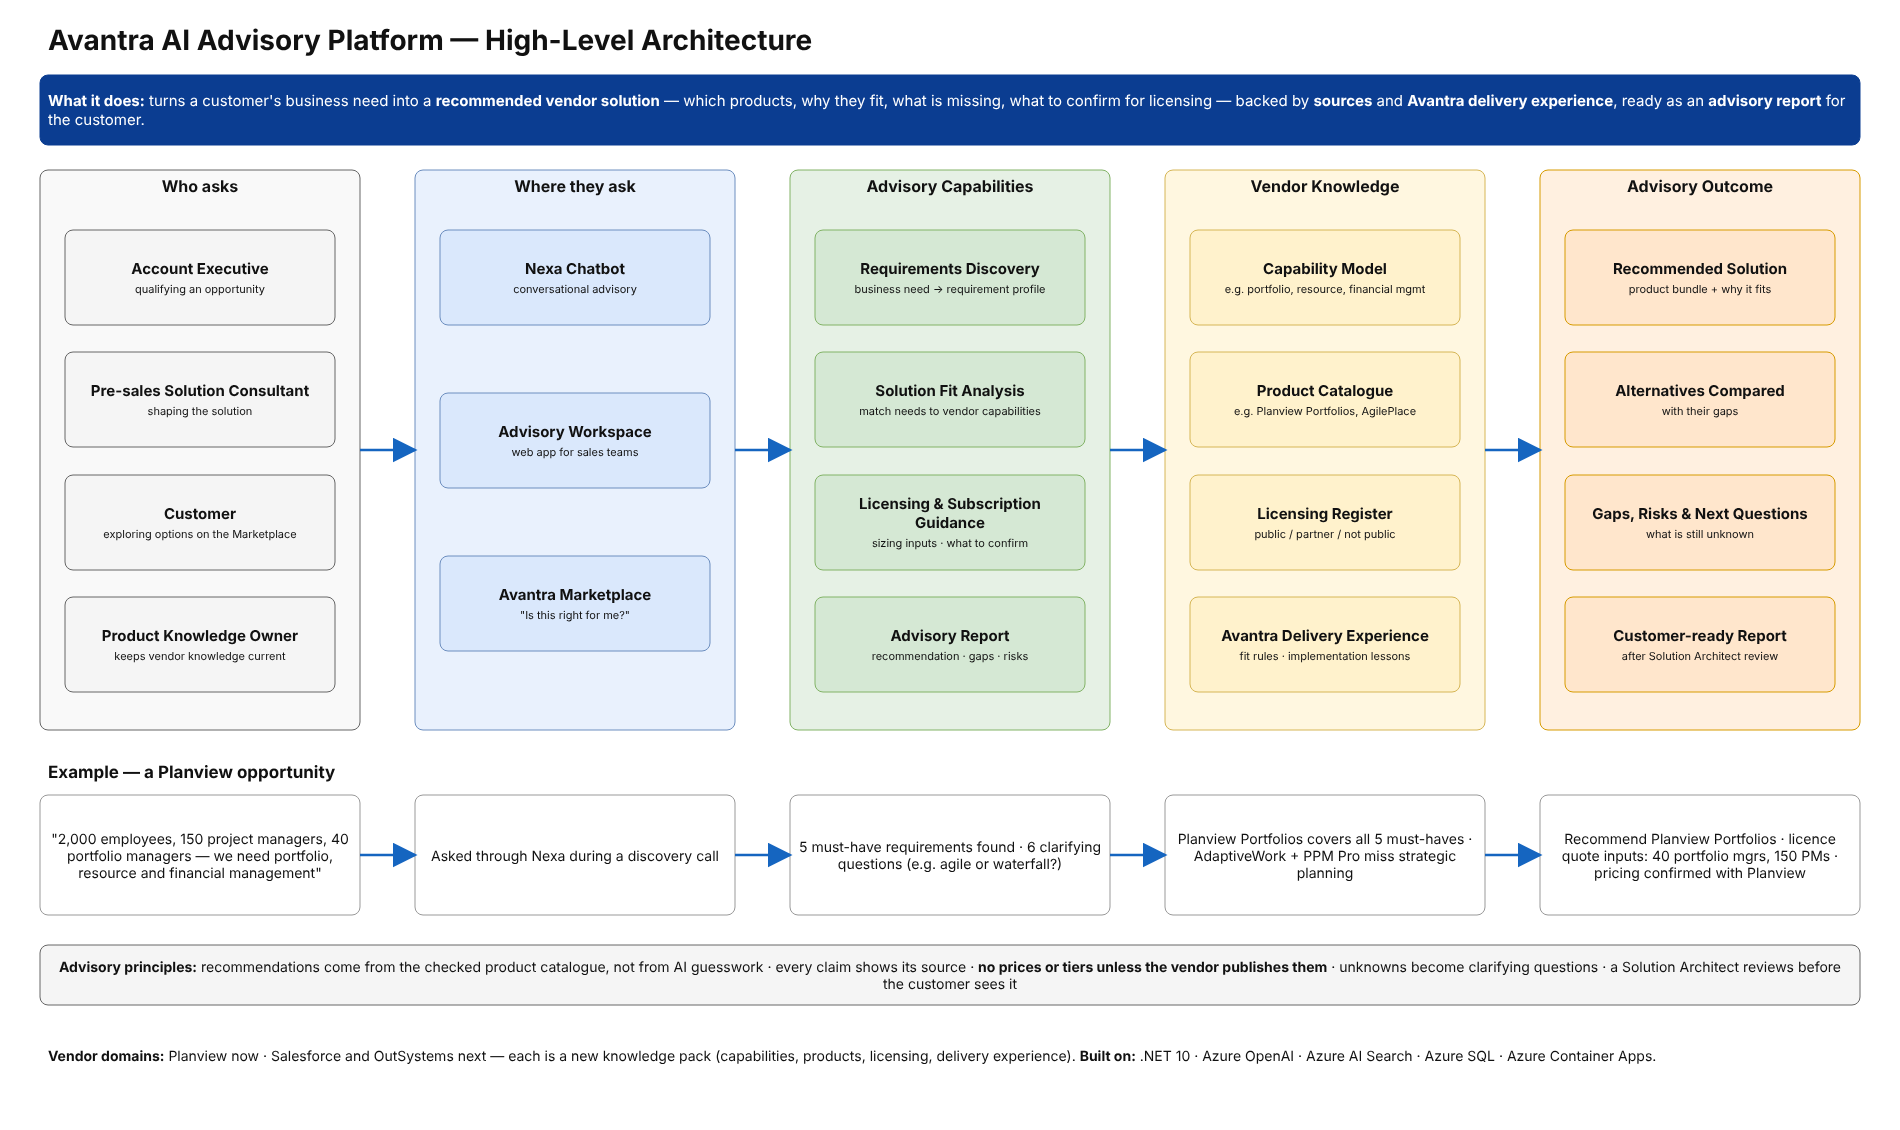 Avantra AI Advisory Platform — High-Level Architecture
What it does: turns a customer's business need into a recommended vendor solution — which products, why they fit, what is missing, what to confirm for licensing — backed by sources and Avantra delivery experience, ready as an advisory report for
the customer.
Who asks
Account Executive
qualifying an opportunity
Pre-sales Solution Consultant
shaping the solution
Customer
exploring options on the Marketplace
Product Knowledge Owner
keeps vendor knowledge current
Where they ask
Nexa Chatbot
conversational advisory
Advisory Workspace
web app for sales teams
Avantra Marketplace
"Is this right for me?"
Advisory Capabilities
Requirements Discovery
business need → requirement profile
Solution Fit Analysis
match needs to vendor capabilities
Licensing & Subscription
Guidance
sizing inputs · what to confirm
Advisory Report
recommendation · gaps · risks
Vendor Knowledge
Capability Model
e.g. portfolio, resource, financial mgmt
Product Catalogue
e.g. Planview Portfolios, AgilePlace
Licensing Register
public / partner / not public
Avantra Delivery Experience
fit rules · implementation lessons
Advisory Outcome
Recommended Solution
product bundle + why it fits
Alternatives Compared
with their gaps
Gaps, Risks & Next Questions
what is still unknown
Customer-ready Report
after Solution Architect review
Example — a Planview opportunity
"2,000 employees, 150 project managers, 40
portfolio managers — we need portfolio,
resource and financial management"
Asked through Nexa during a discovery call
5 must-have requirements found · 6 clarifying
questions (e.g. agile or waterfall?)
Planview Portfolios covers all 5 must-haves ·
AdaptiveWork + PPM Pro miss strategic
planning
Recommend Planview Portfolios · licence
quote inputs: 40 portfolio mgrs, 150 PMs ·
pricing confirmed with Planview
Advisory principles: recommendations come from the checked product catalogue, not from AI guesswork · every claim shows its source · no prices or tiers unless the vendor publishes them · unknowns become clarifying questions · a Solution Architect reviews before
the customer sees it
Vendor domains: Planview now · Salesforce and OutSystems next — each is a new knowledge pack (capabilities, products, licensing, delivery experience). Built on: .NET 10 · Azure OpenAI · Azure AI Search · Azure SQL · Azure Container Apps.